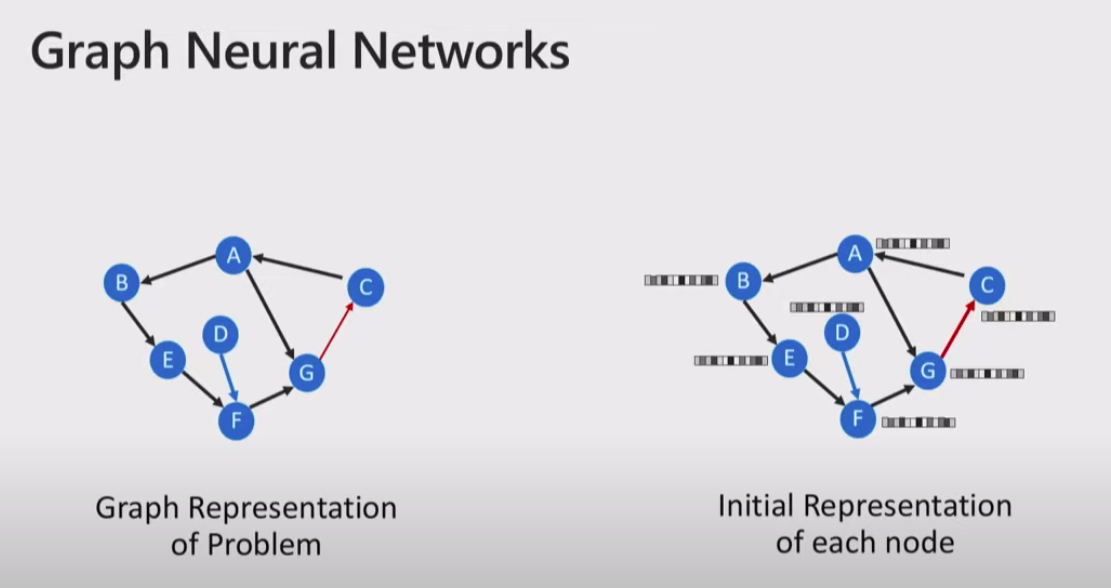 Graph Neural Networks
A
B
C
D
E
G
F
Graph Representation
of Problem
A
B
C
D
E
G
F
Initial Representation
of each node